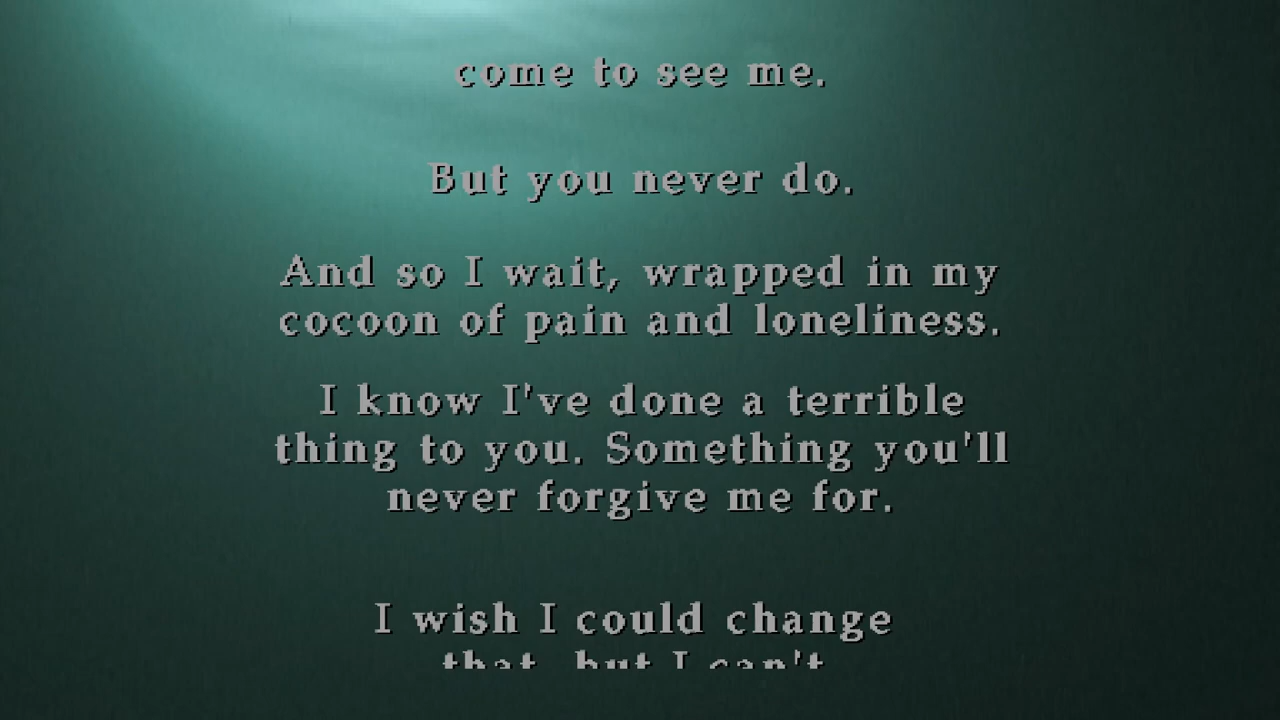 come to see me.
But you never do.
And so I wait, wrapped in my
cocoon of pain and loneliness.
I know I've done a terrible
thing to you. Something you'll
never forgive me for.
I wish I could change
that, but I can't